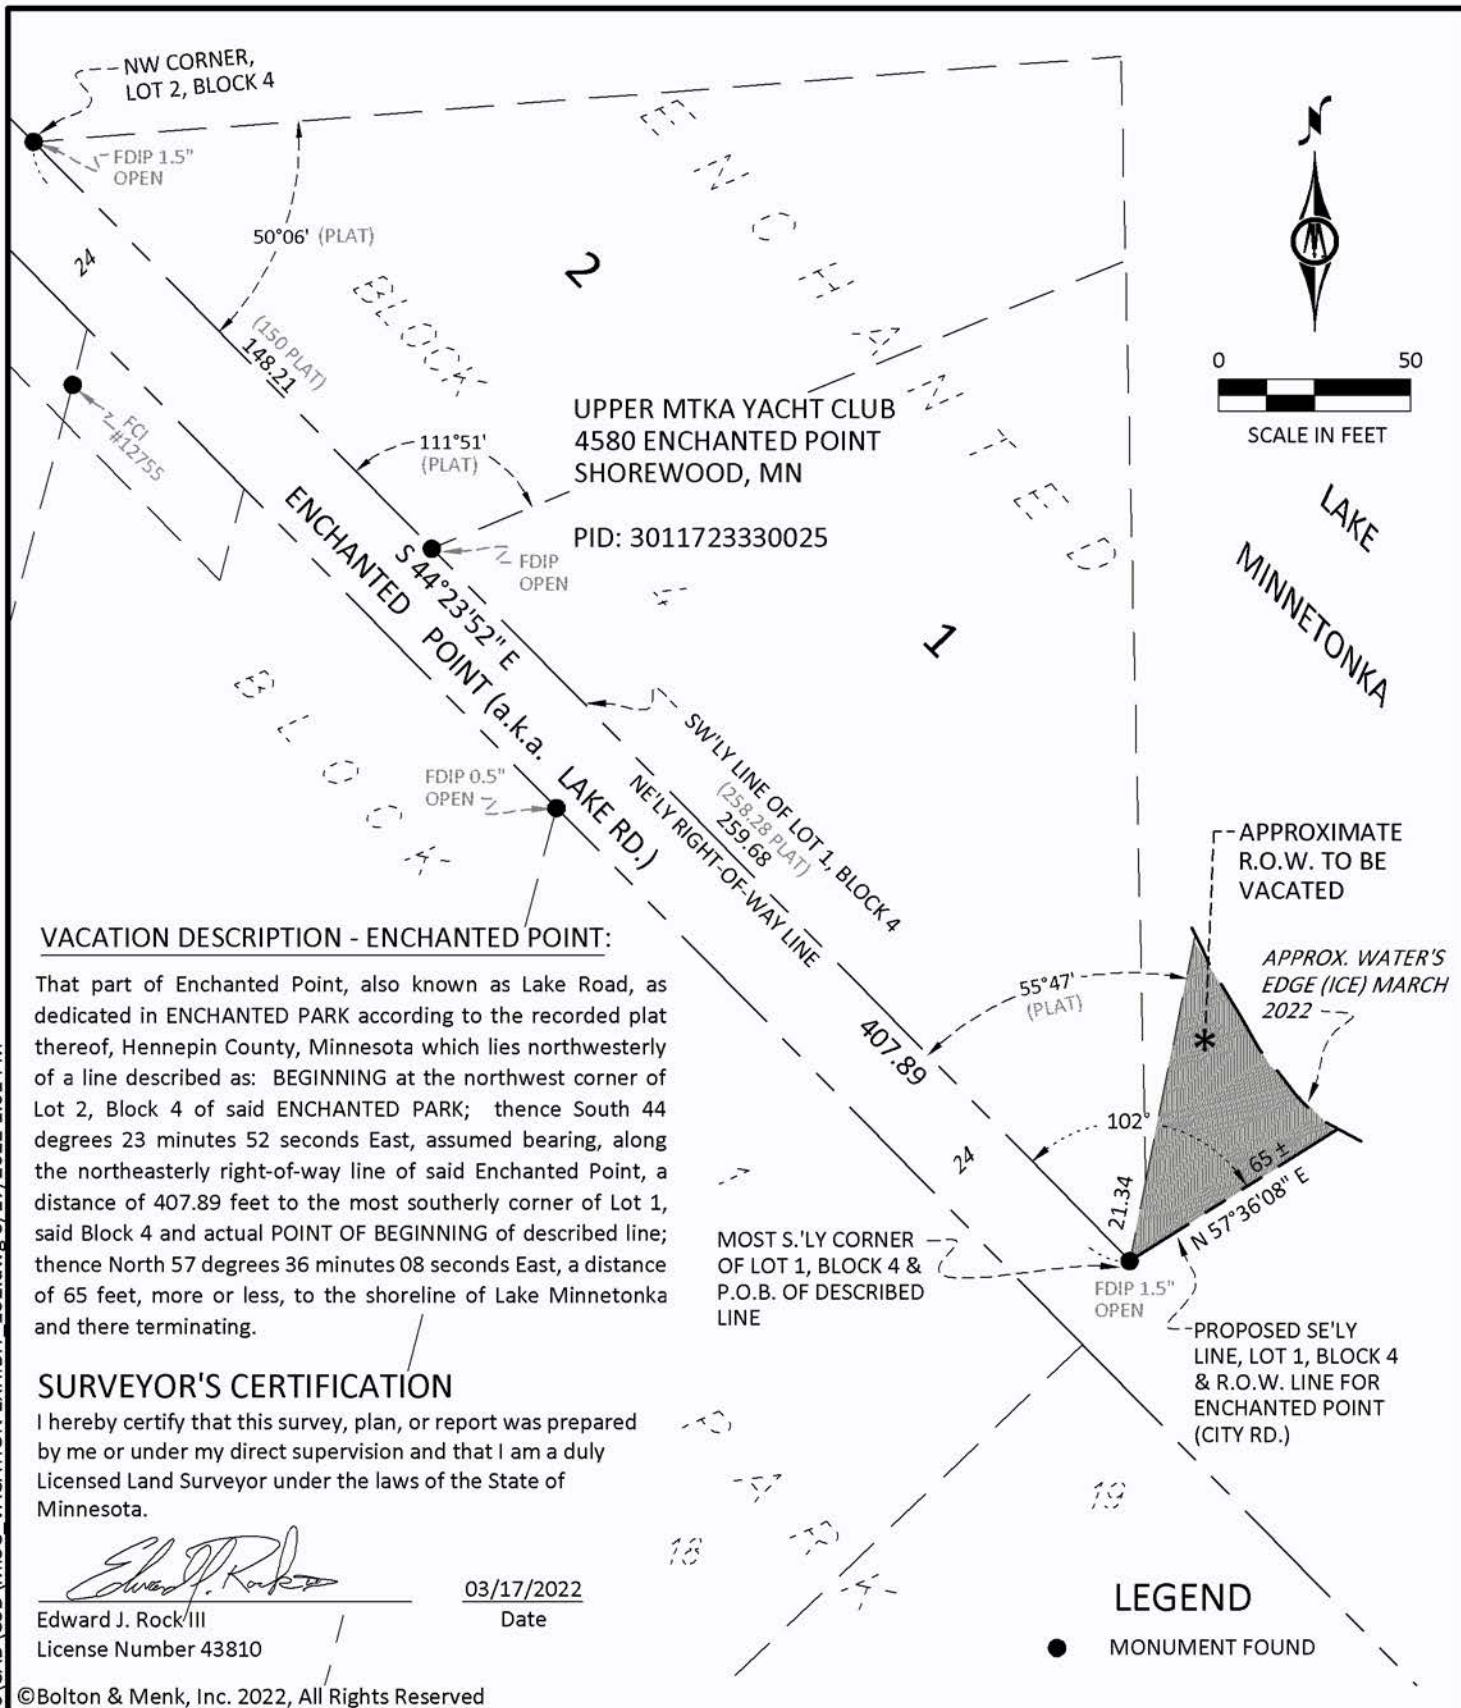 NW CORNER,
LOT 2, BLOCK 4
FDIP 1.5"
OPEN
50°06' (PLAT)
24
2
BLOCK
ENCHANTED
(150 PLAT)
148.21
FCI
#12755
111°51'
(PLAT)
UPPER MTKA YACHT CLUB
4580 ENCHANTED POINT
SHOREWOOD, MN
PID: 3011723330025
N
0 50
SCALE IN FEET
LAKE
MINNETONKA
FDIP
OPEN
S 44°23'52" E
ENCHANTED POINT (a.k.a. LAKE RD.)
4
1
BLOCK
FDIP 0.5"
OPEN
SW'LY LINE OF LOT 1, BLOCK 4
(258.28 PLAT)
259.68
NE'LY RIGHT-OF-WAY LINE
APPROXIMATE
R.O.W. TO BE
VACATED
APPROX. WATER'S
EDGE (ICE) MARCH
2022
*
55°47'
(PLAT)
407.89
102°
65 ±
N 57°36'08" E
21.34
24
MOST S.'LY CORNER
OF LOT 1, BLOCK 4 &
P.O.B. OF DESCRIBED
LINE
FDIP 1.5"
OPEN
PROPOSED SE'LY
LINE, LOT 1, BLOCK 4
& R.O.W. LINE FOR
ENCHANTED POINT
(CITY RD.)
VACATION DESCRIPTION - ENCHANTED POINT:
That part of Enchanted Point, also known as Lake Road, as
dedicated in ENCHANTED PARK according to the recorded plat
thereof, Hennepin County, Minnesota which lies northwesterly
of a line described as: BEGINNING at the northwest corner of
Lot 2, Block 4 of said ENCHANTED PARK; thence South 44
degrees 23 minutes 52 seconds East, assumed bearing, along
the northeasterly right-of-way line of said Enchanted Point, a
distance of 407.89 feet to the most southerly corner of Lot 1,
said Block 4 and actual POINT OF BEGINNING of described line;
thence North 57 degrees 36 minutes 08 seconds East, a distance
of 65 feet, more or less, to the shoreline of Lake Minnetonka
and there terminating.
SURVEYOR'S CERTIFICATION
I hereby certify that this survey, plan, or report was prepared
by me or under my direct supervision and that I am a duly
Licensed Land Surveyor under the laws of the State of
Minnesota.
03/17/2022
Edward J. Rock III Date
License Number 43810
PARK
18
19
LEGEND
MONUMENT FOUND
©Bolton & Menk, Inc. 2022, All Rights Reserved